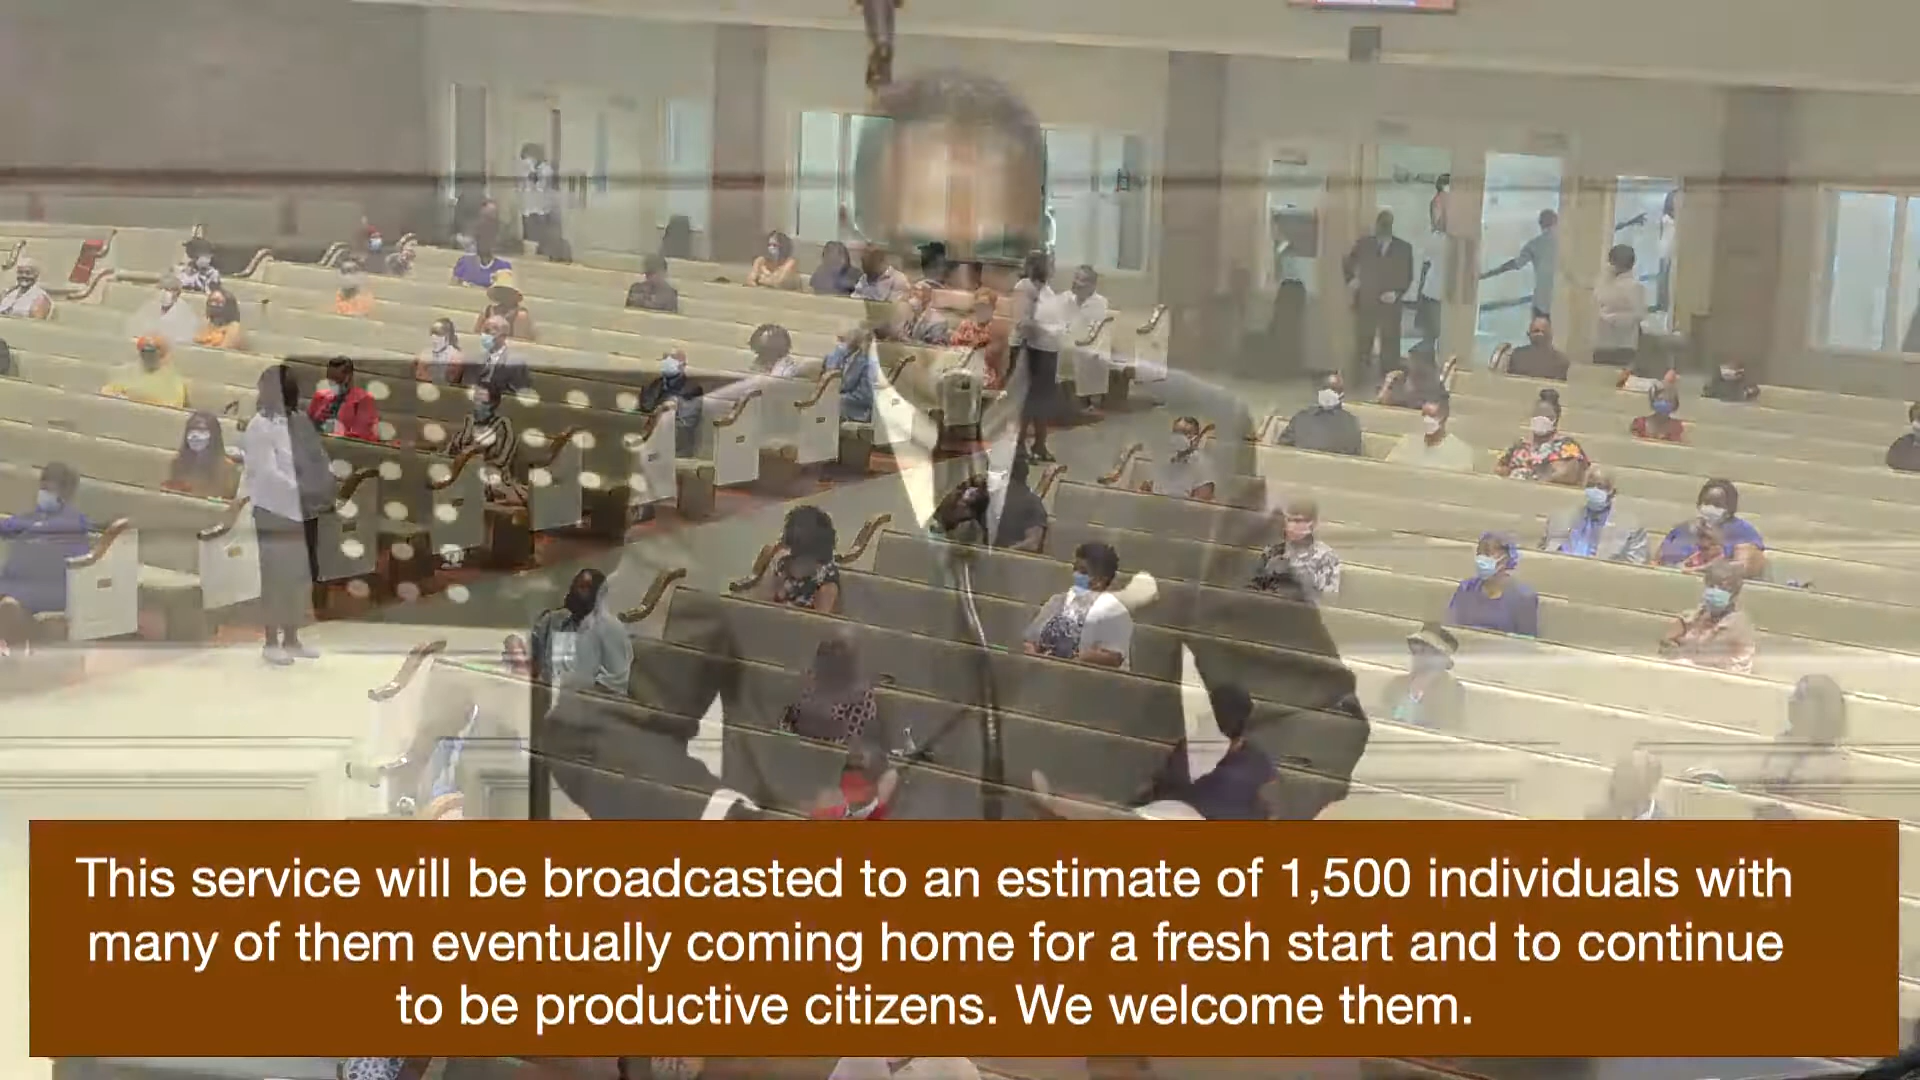 This service will be broadcasted to an estimate of 1,500 individuals with
many of them eventually coming home for a fresh start and to continue
to be productive citizens. We welcome them.